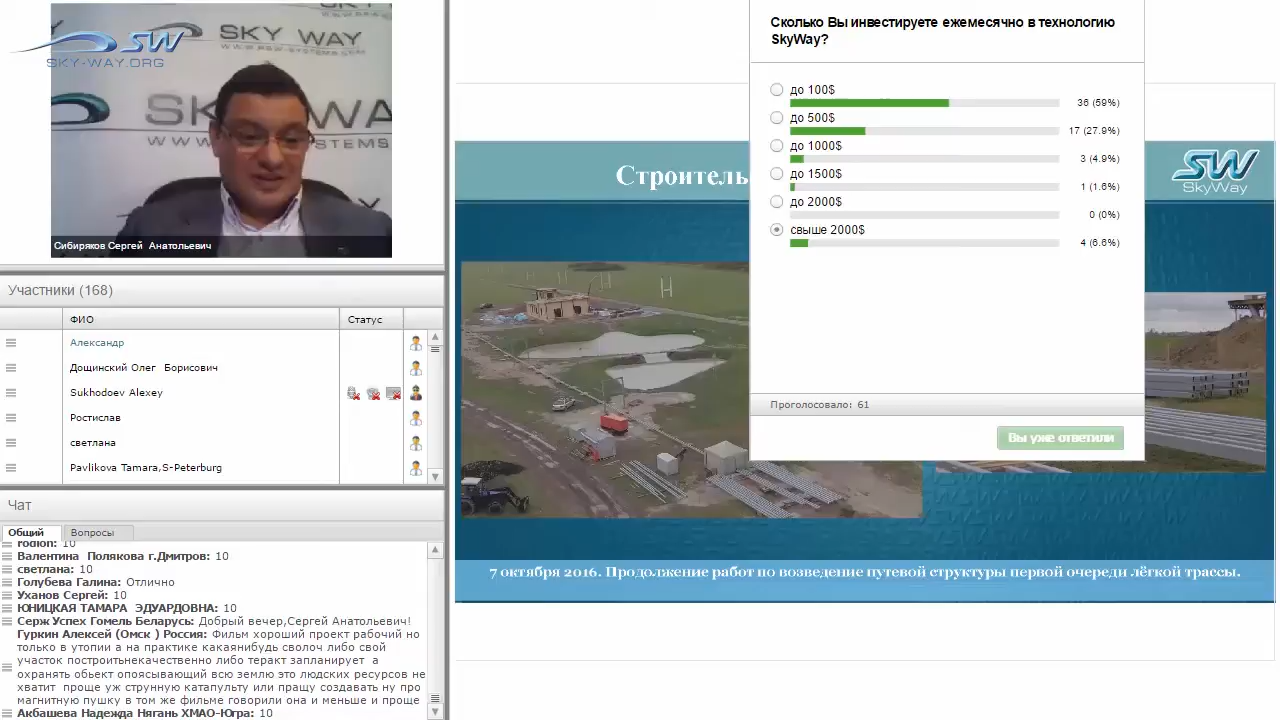 SKY WAY
WWW.RSW-SYSTEMS.COM
SW
SKY-WAY.ORG
SKY WA
WWW
YSTEMS
Сибиряков Сергей Анатольевич
Участники (168)
ФИО
Статус
Александр
Дощинский Олег Борисович
Sukhodoev Alexey
Ростислав
светлана
Pavlikova Tamara,S-Peterburg
Чат
Общий
Вопросы
rodion: 10
Валентина Полякова г.Дмитров: 10
светлана: 10
Голубева Галина: Отлично
Уханов Сергей: 10
ЮНИЦКАЯ ТАМАРА ЭДУАРДОВНА: 10
Серж Успех Гомель Беларусь: Добрый вечер,Сергей Анатольевич!
Гуркин Алексей (Омск ) Россия: Фильм хороший проект рабочий но
только в утопии а на практике какаянибудь сволоч либо свой
участок построитьнекачественно либо теракт запланирует а
охранять обьект опоясывающий всю землю это людских ресурсов не
хватит проще уж струнную катапульту или пращу создавать ну про
магнитную пушку в том же фильме говорили она и меньше и проще
Акбашева Надежда Нягань ХМАО-Югра: 10
Сколько Вы инвестируете ежемесячно в технологию
SkyWay?
до 100$
36 (59%)
до 500$
17 (27.9%)
до 1000$
3 (4.9%)
до 1500$
1 (1.6%)
до 2000$
0 (0%)
свыше 2000$
4 (6.6%)
Проголосовало: 61
Вы уже ответили
Строитель
SW
SkyWay
7 октября 2016. Продолжение работ по возведение путевой структуры первой очереди лёгкой трассы.